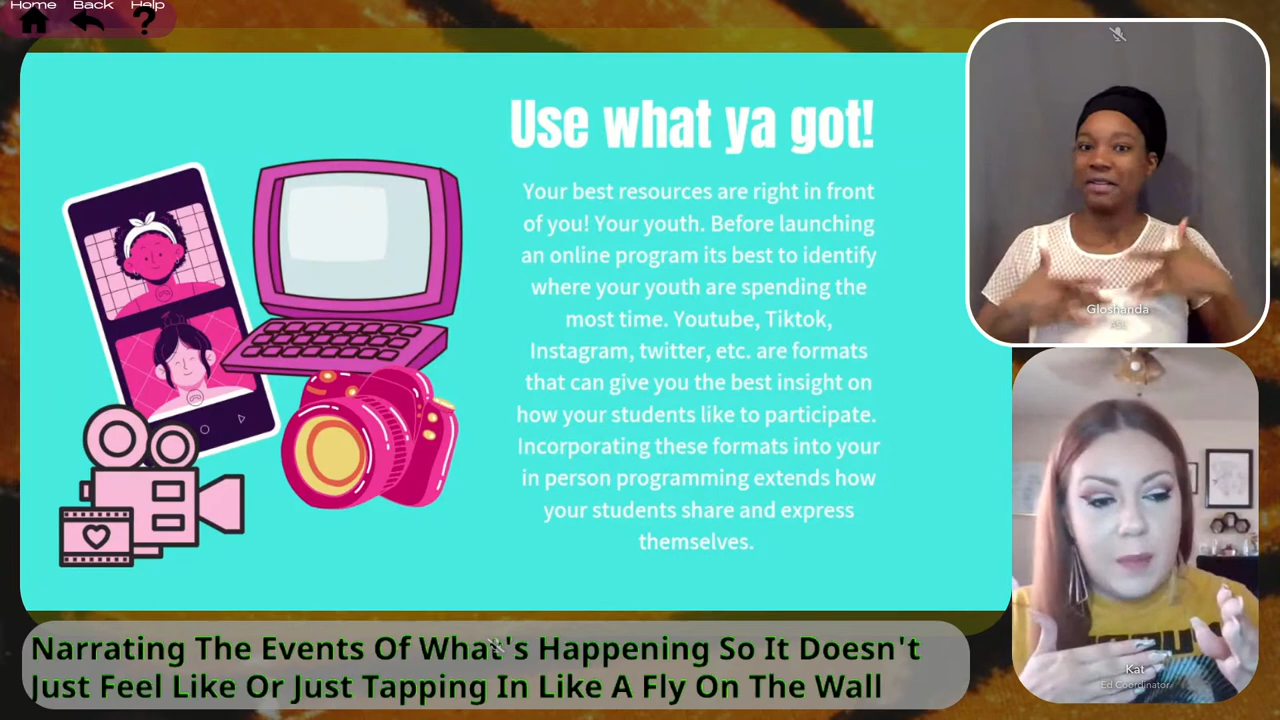 Home Back Help
Use what ya got!
Your best resources are right in front
of you! Your youth. Before launching
an online program its best to identify
where your youth are spending the
most time. Youtube, Tiktok,
Instagram, twitter, etc. are formats
that can give you the best insight on
how your students like to participate.
Incorporating these formats into your
in person programming extends how
your students share and express
themselves.
Gloshanda
ASL
Kat
Ed Coordinator
Narrating The Events Of What's Happening So It Doesn't
Just Feel Like Or Just Tapping In Like A Fly On The Wall